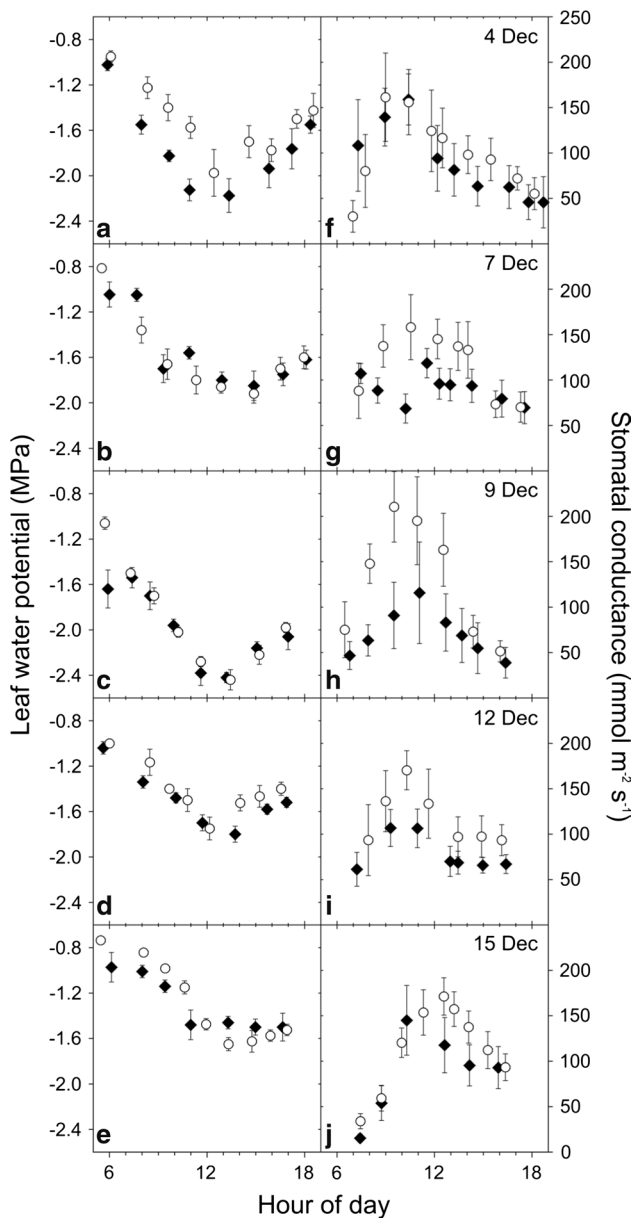 -0.8
-1.2
-1.6
-2.0
-2.4
a
4 Dec
250
200
150
100
50
f
-0.8
-1.2
-1.6
-2.0
-2.4
b
7 Dec
200
150
100
50
g
-0.8
-1.2
-1.6
-2.0
-2.4
c
9 Dec
200
150
100
50
h
-0.8
-1.2
-1.6
-2.0
-2.4
d
12 Dec
200
150
100
50
i
-0.8
-1.2
-1.6
-2.0
-2.4
e
15 Dec
200
150
100
50
0
j
6 12 6 12 18
Hour of day
Leaf water potential (MPa)
Stomatal conductance (mmol m⁻² s⁻¹)